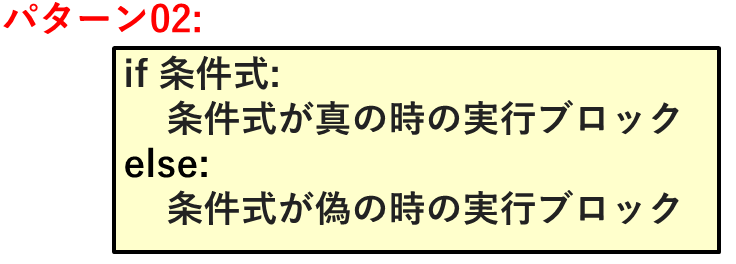 パターン02:
if 条件式:
条件式が真の時の実行ブロック
else:
条件式が偽の時の実行ブロック